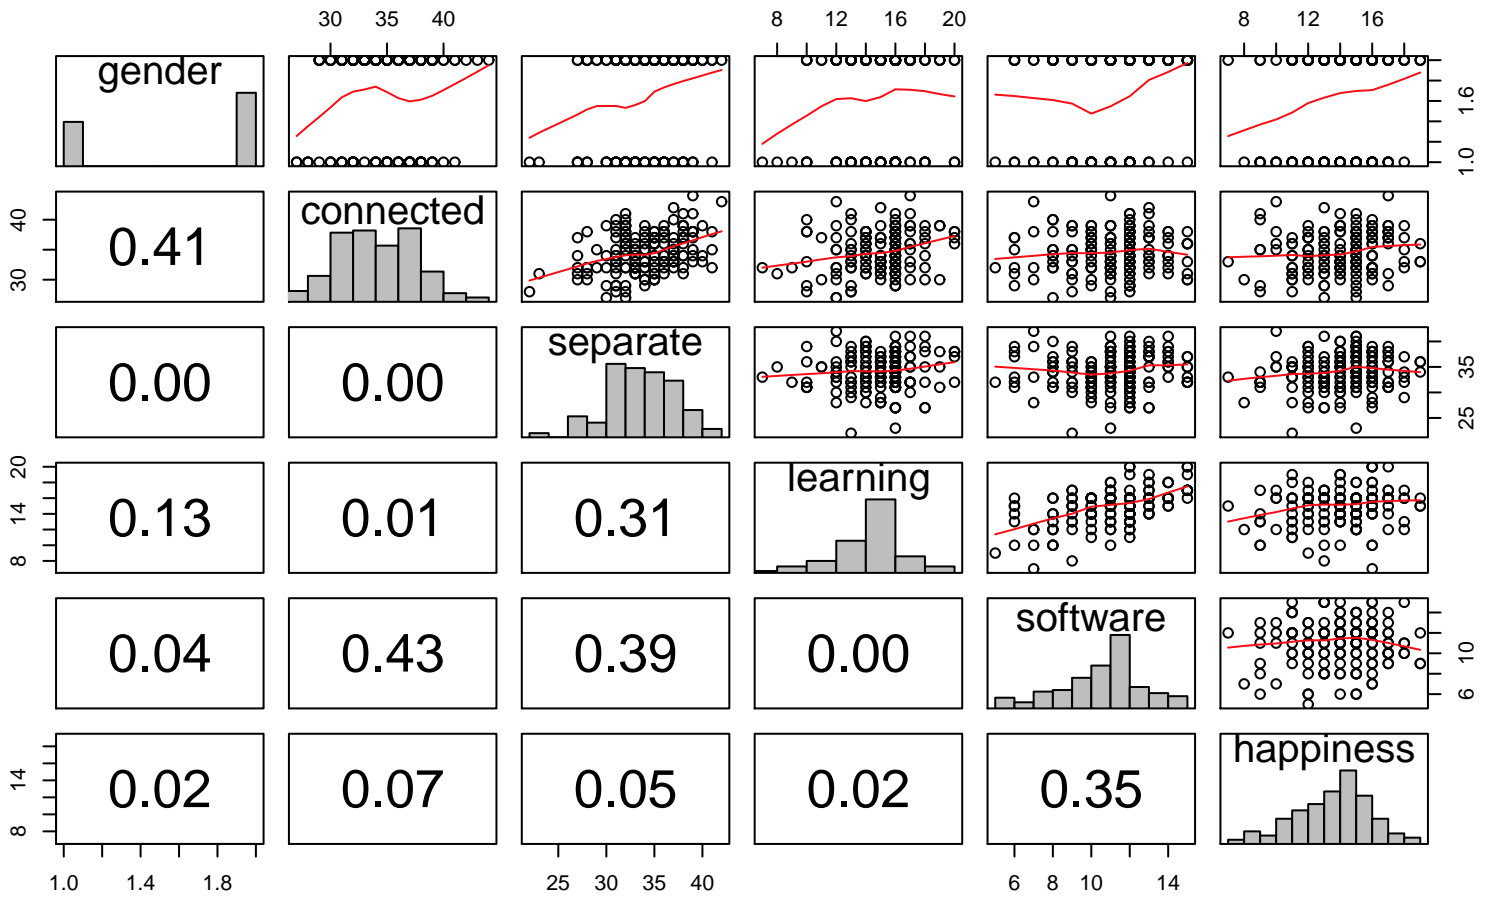 30 35 40 8 12 16 20 8 12 16
gender
1.0 1.6
connected
30 40
0.41
separate
0.00 0.00
25 35
learning
8 14 20
0.13 0.01 0.31
software
0.04 0.43 0.39 0.00
6 10
happiness
8 14
0.02 0.07 0.05 0.02 0.35
1.0 1.4 1.8 25 30 35 40 6 8 10 14